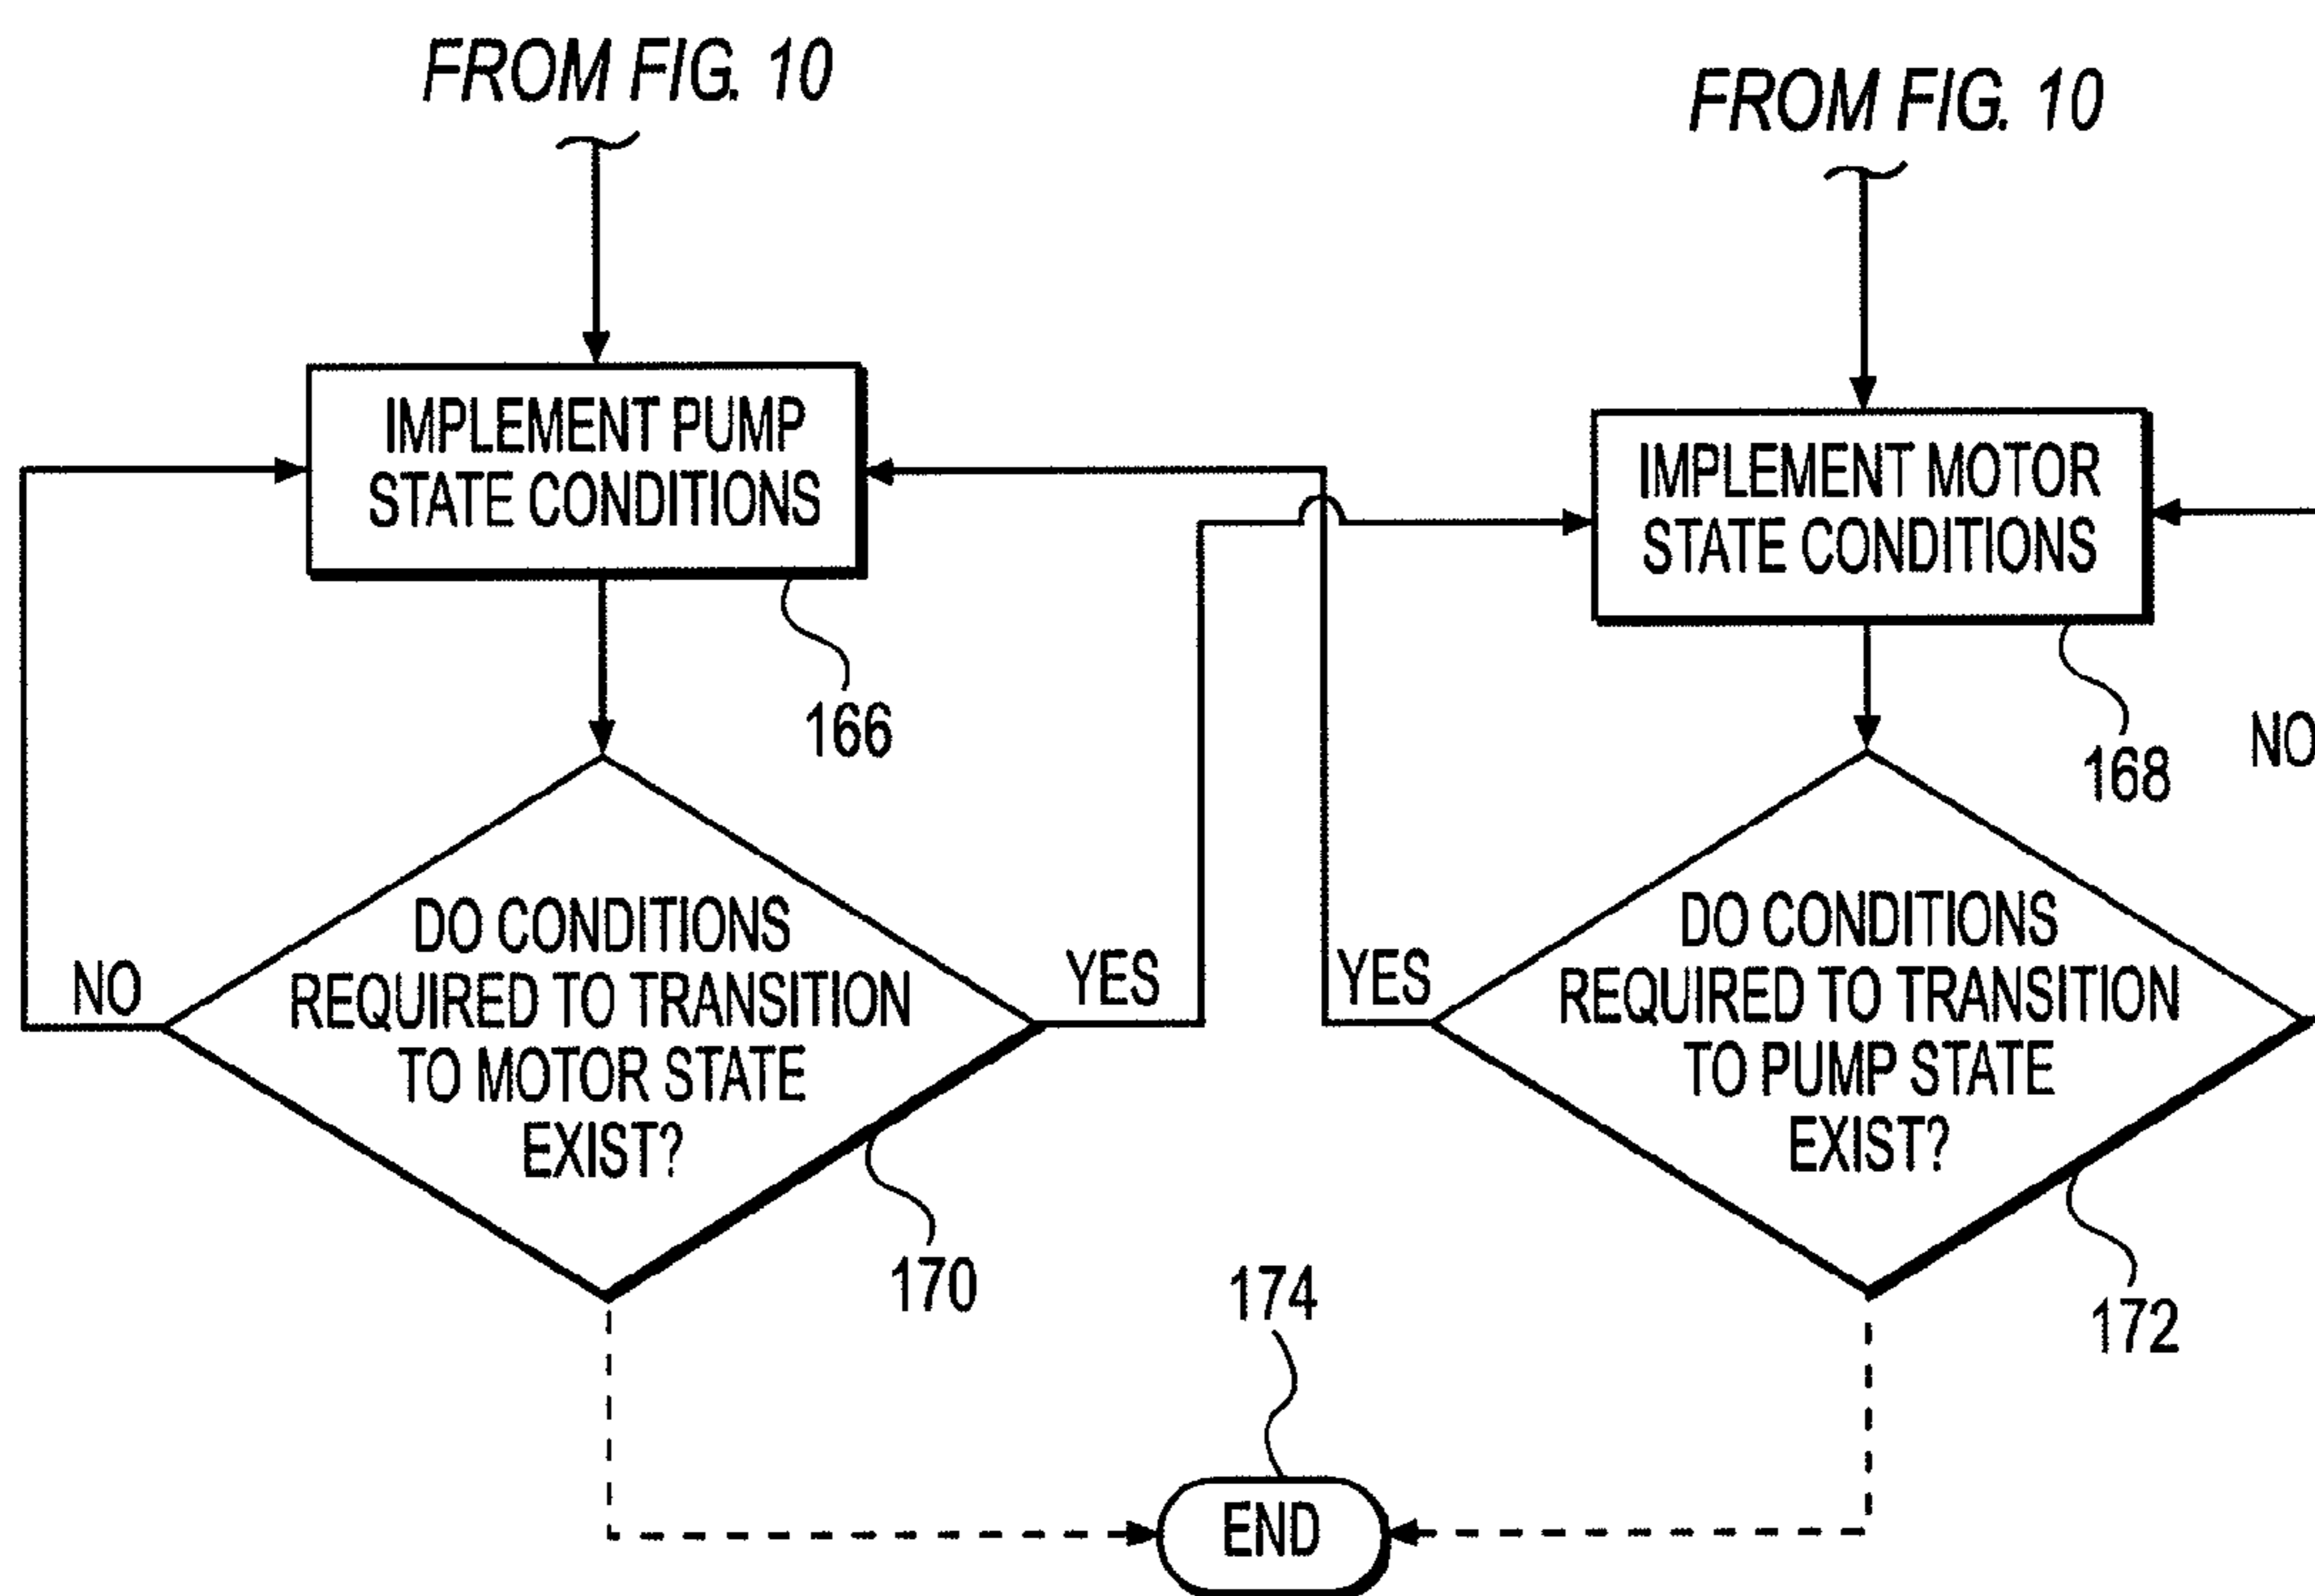 FROM FIG. 10
FROM FIG. 10
IMPLEMENT PUMP
STATE CONDITIONS
166
IMPLEMENT MOTOR
STATE CONDITIONS
168
NO
DO CONDITIONS
REQUIRED TO TRANSITION
TO MOTOR STATE
EXIST?
NO
YES
170
YES
DO CONDITIONS
REQUIRED TO TRANSITION
TO PUMP STATE
EXIST?
172
174
END